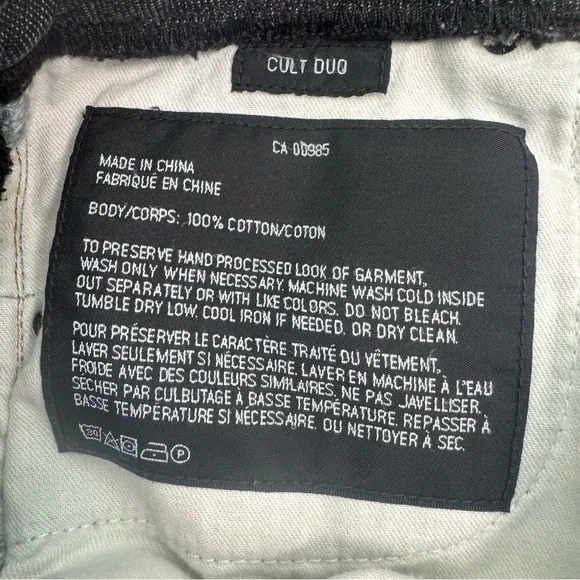 CULT DUO
CA 00985
MADE IN CHINA
FABRIQUÉ EN CHINE
BODY/CORPS: 100% COTTON/COTON
TO PRESERVE HAND PROCESSED LOOK OF GARMENT,
WASH ONLY WHEN NECESSARY. MACHINE WASH COLD INSIDE
OUT SEPARATELY OR WITH LIKE COLORS. DO NOT BLEACH.
TUMBLE DRY LOW. COOL IRON IF NEEDED. OR DRY CLEAN.
POUR PRÉSERVER LE CARACTÈRE TRAITÉ DU VÊTEMENT,
LAVER SEULEMENT SI NÉCESSAIRE. LAVER EN MACHINE À L'EAU
FROIDE AVEC DES COULEURS SIMILAIRES. NE PAS JAVELLISER.
SÉCHER PAR CULBUTAGE À BASSE TEMPÉRATURE. REPASSER À
BASSE TEMPÉRATURE SI NÉCESSAIRE. OU NETTOYER À SEC.
30 P